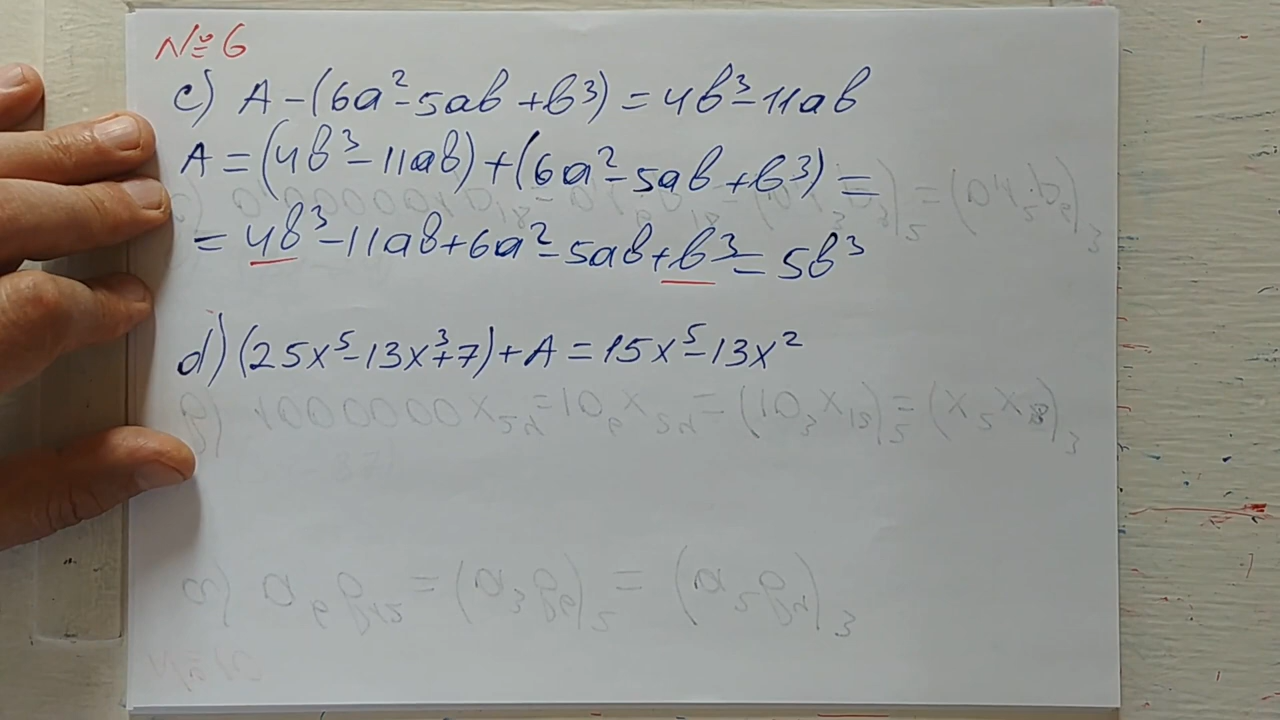 №6
c) A-(6a²-5ab+b³)=4b³-11ab
A=(4b³-11ab)+(6a²-5ab+b³)=
=4b³-11ab+6a²-5ab+b³=5b³
d)(25x⁵-13x³+7)+A=15x⁵-13x²